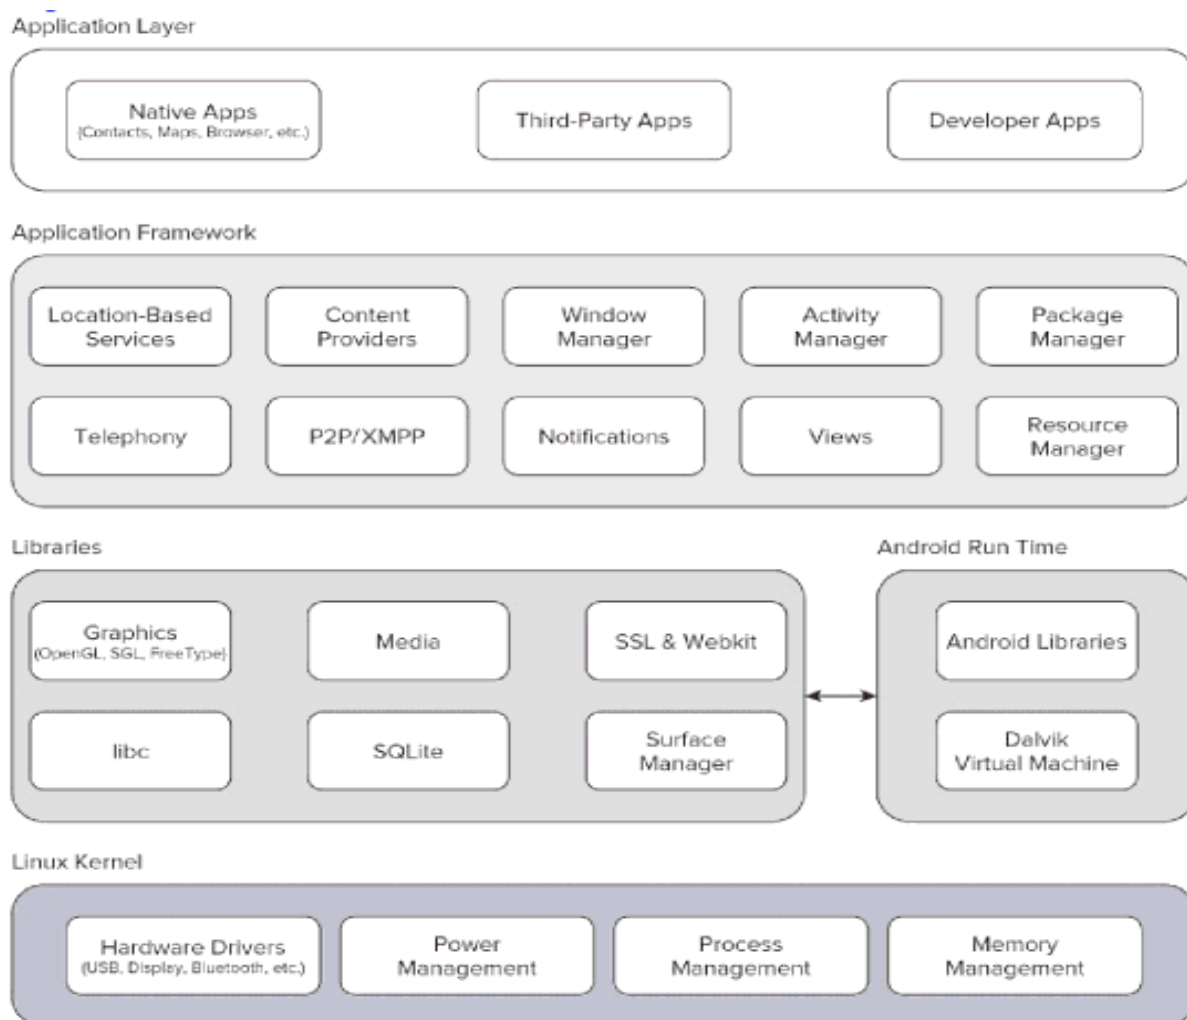 Application Layer
Native Apps
(Contacts, Maps, Browser, etc.)
Third-Party Apps
Developer Apps
Application Framework
Location-Based
Services
Content
Providers
Window
Manager
Activity
Manager
Package
Manager
Telephony
P2P/XMPP
Notifications
Views
Resource
Manager
Libraries
Graphics
(OpenGL, SGL, FreeType)
Media
SSL & Webkit
libc
SQLite
Surface
Manager
Android Run Time
Android Libraries
Dalvik
Virtual Machine
Linux Kernel
Hardware Drivers
(USB, Display, Bluetooth, etc.)
Power
Management
Process
Management
Memory
Management